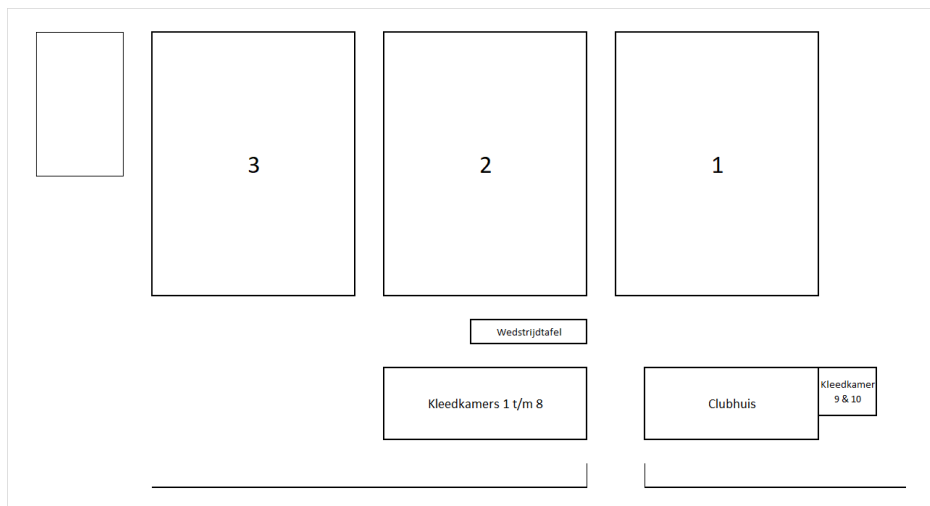 3
2
1
Wedstrijdtafel
Kleedkamers 1 t/m 8
Clubhuis
Kleedkamer
9 & 10